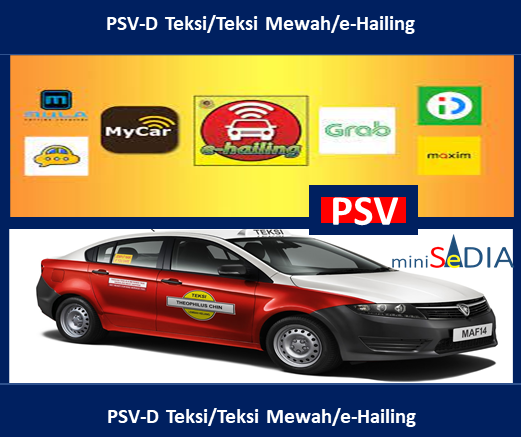 PSV-D Teksi/Teksi Mewah/e-Hailing
MULA
MyCar
e-hailing
Grab
iD
maxim
PSV
TEKSI
miniSeDIA
TEKSI
THEOPHILUS CHIN
MAF14
PSV-D Teksi/Teksi Mewah/e-Hailing